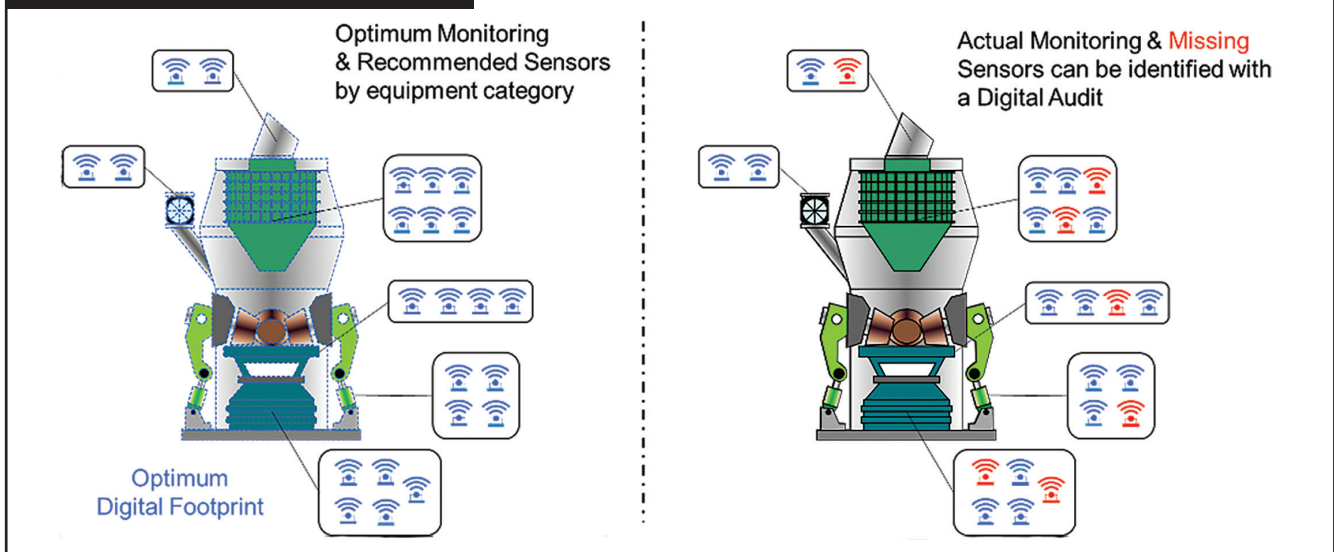 Optimum Monitoring
& Recommended Sensors
by equipment category
Optimum
Digital Footprint
Actual Monitoring & Missing
Sensors can be identified with
a Digital Audit